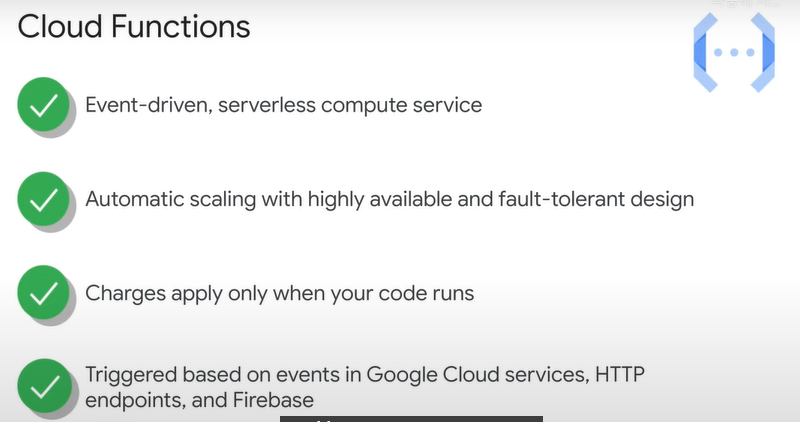 Cloud Functions
Event-driven, serverless compute service
Automatic scaling with highly available and fault-tolerant design
Charges apply only when your code runs
Triggered based on events in Google Cloud services, HTTP
endpoints, and Firebase